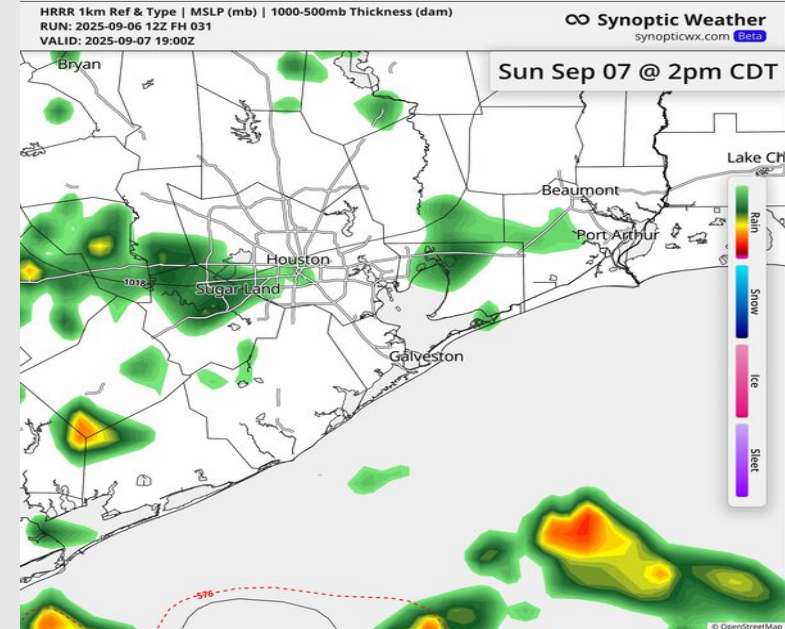 HRRR 1km Ref & Type | MSLP (mb) | 1000-500mb Thickness (dam)
RUN: 2025-09-06 12Z FH 031
VALID: 2025-09-07 19:00Z
Synoptic Weather
synopticwx.com Beta
Sun Sep 07 @ 2pm CDT
Bryan
Lake Ch
Beaumont
Port Arthur
Houston
1018
Sugar Land
Galveston
Rain
Snow
Ice
Sleet
576
© OpenStreetMap